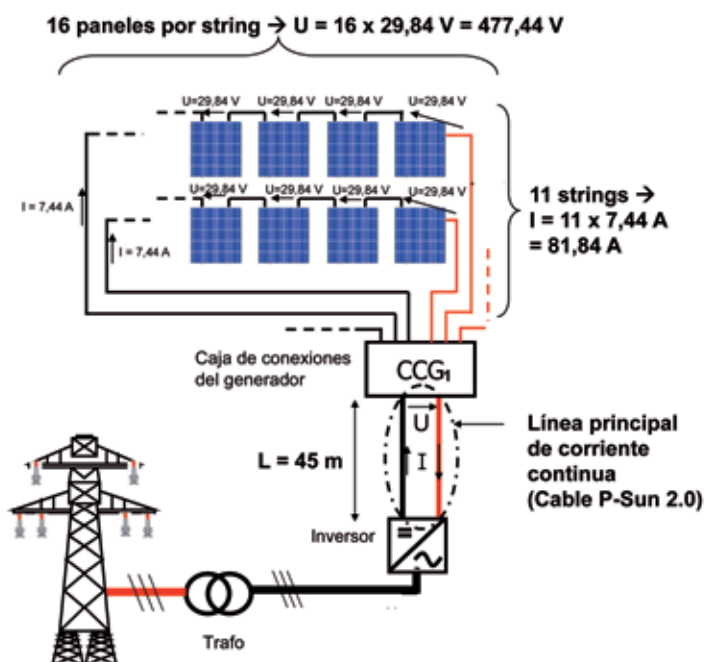 16 paneles por string → U = 16 x 29,84 V = 477,44 V
U=29,84 V U=29,84 V U=29,84 V U=29,84 V
U=29,84 V U=29,84 V U=29,84 V U=29,84 V
I = 7,44 A
I = 7,44 A
11 strings →
I = 11 x 7,44 A
= 81,84 A
Caja de conexiones
del generador
CCG1
U
I
L = 45 m
Línea principal
de corriente
continua
(Cable P-Sun 2.0)
Inversor
Trafo